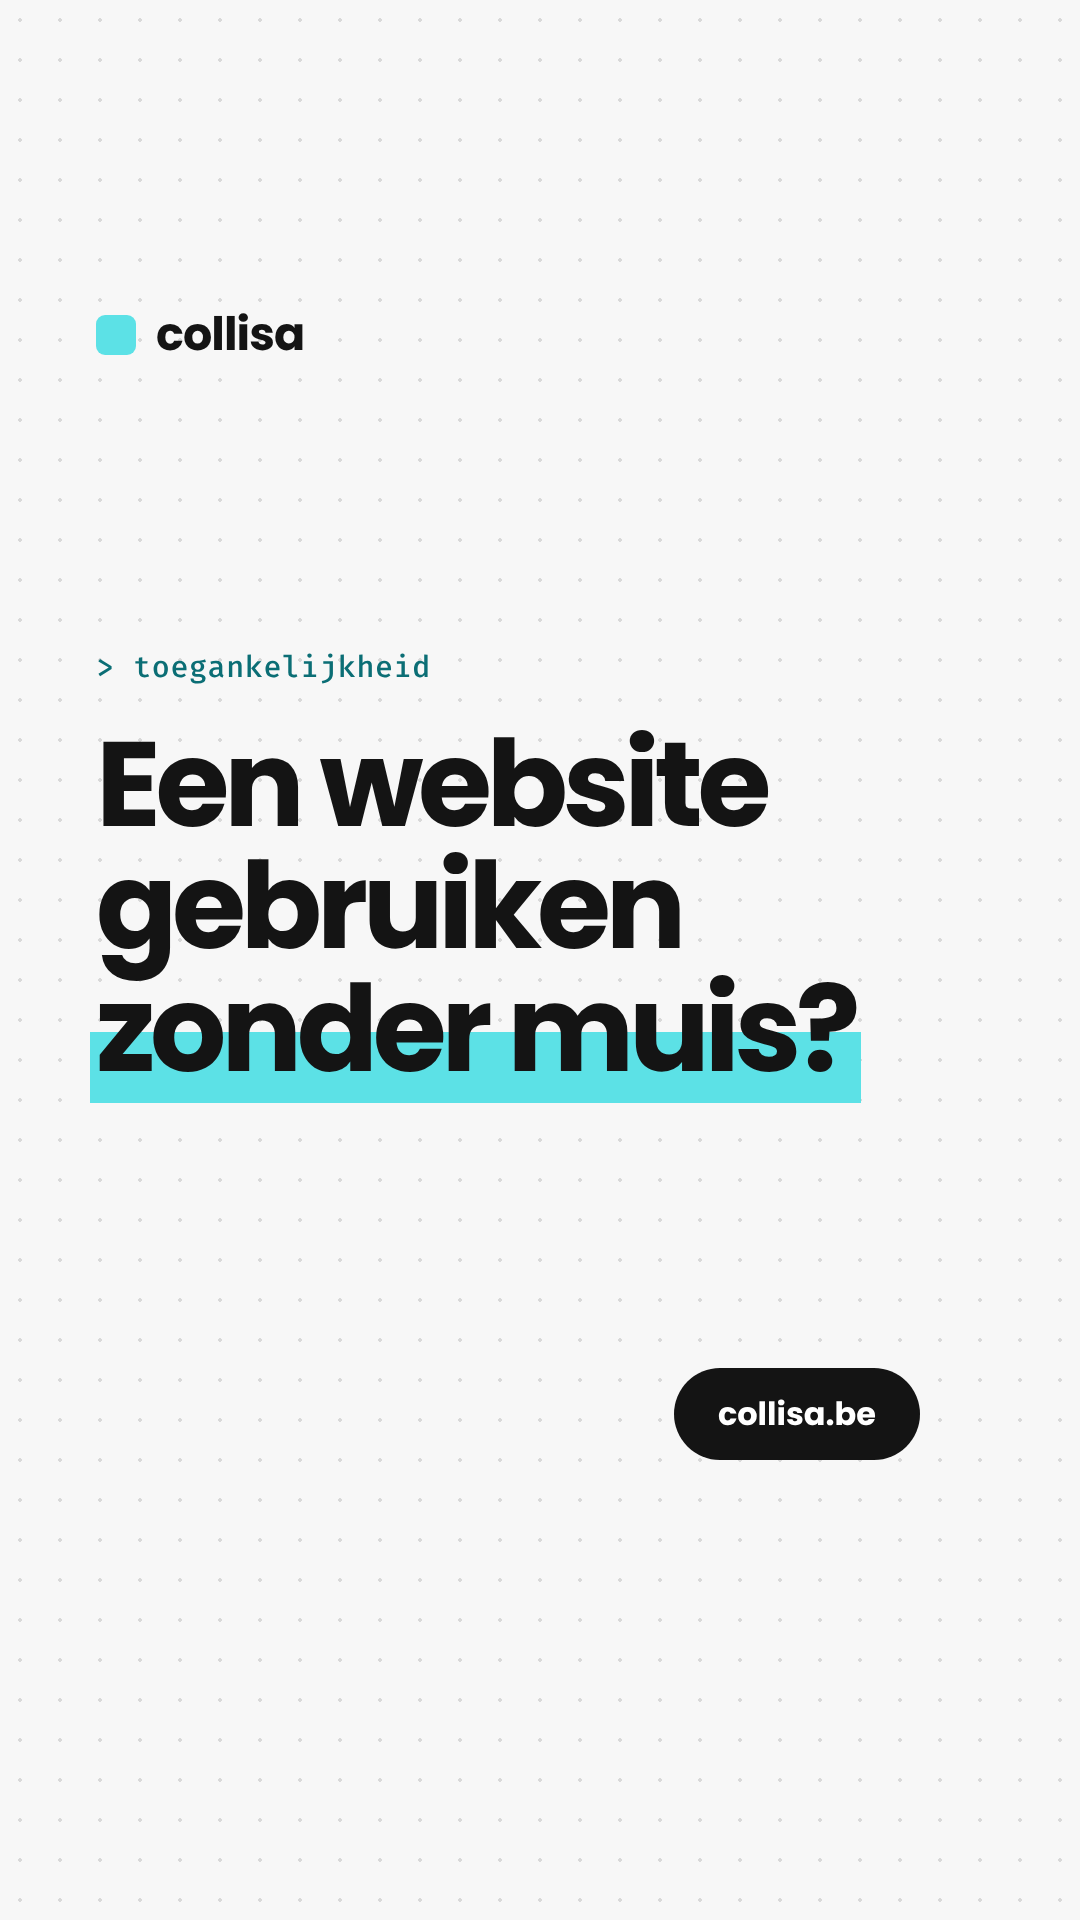 collisa
> toegankelijkheid
Een website
gebruiken
zonder muis?
collisa.be